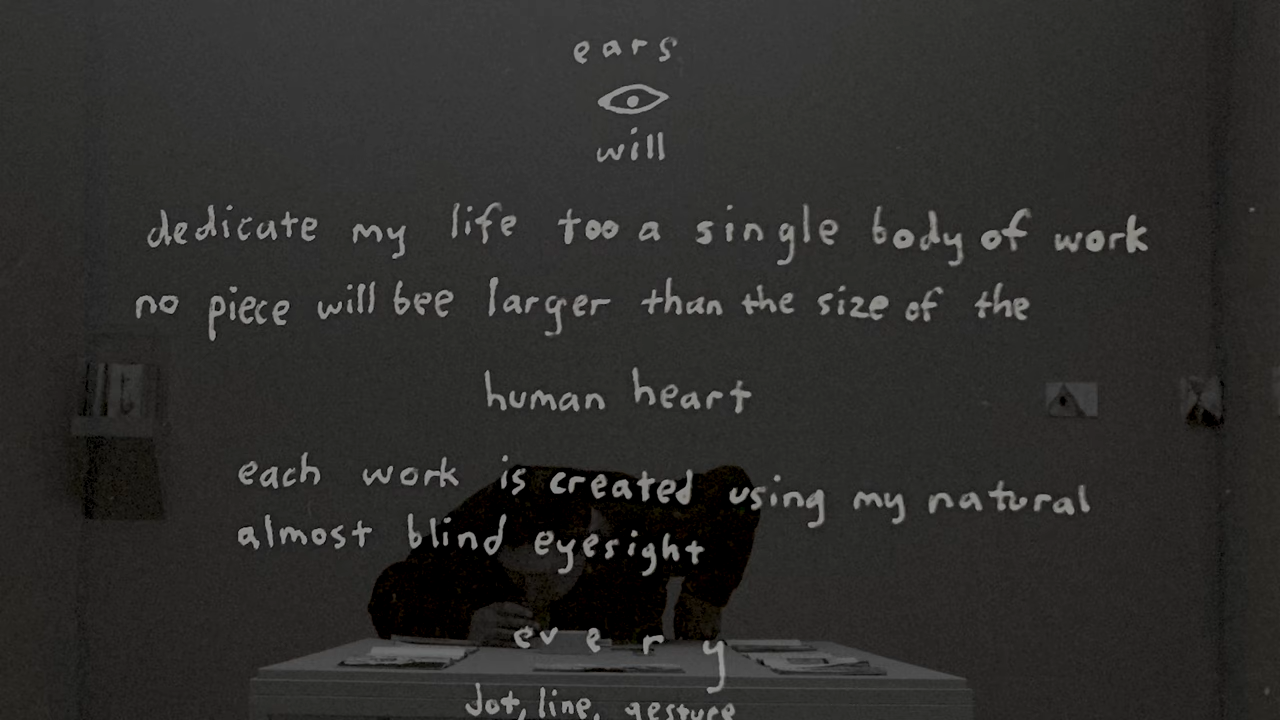 ears
will
dedicate my life too a single body of work
no piece will bee larger than the size of the
human heart
each work is created using my natural
almost blind eyesight
every
dot, line, gesture